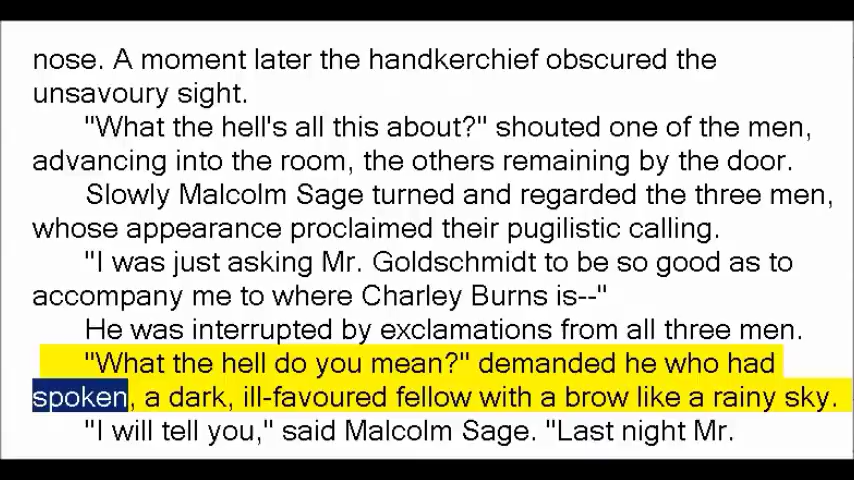 nose. A moment later the handkerchief obscured the
unsavoury sight.
"What the hell's all this about?" shouted one of the men,
advancing into the room, the others remaining by the door.
Slowly Malcolm Sage turned and regarded the three men,
whose appearance proclaimed their pugilistic calling.
"I was just asking Mr. Goldschmidt to be so good as to
accompany me to where Charley Burns is--"
He was interrupted by exclamations from all three men.
"What the hell do you mean?" demanded he who had
spoken, a dark, ill-favoured fellow with a brow like a rainy sky.
"I will tell you," said Malcolm Sage. "Last night Mr.